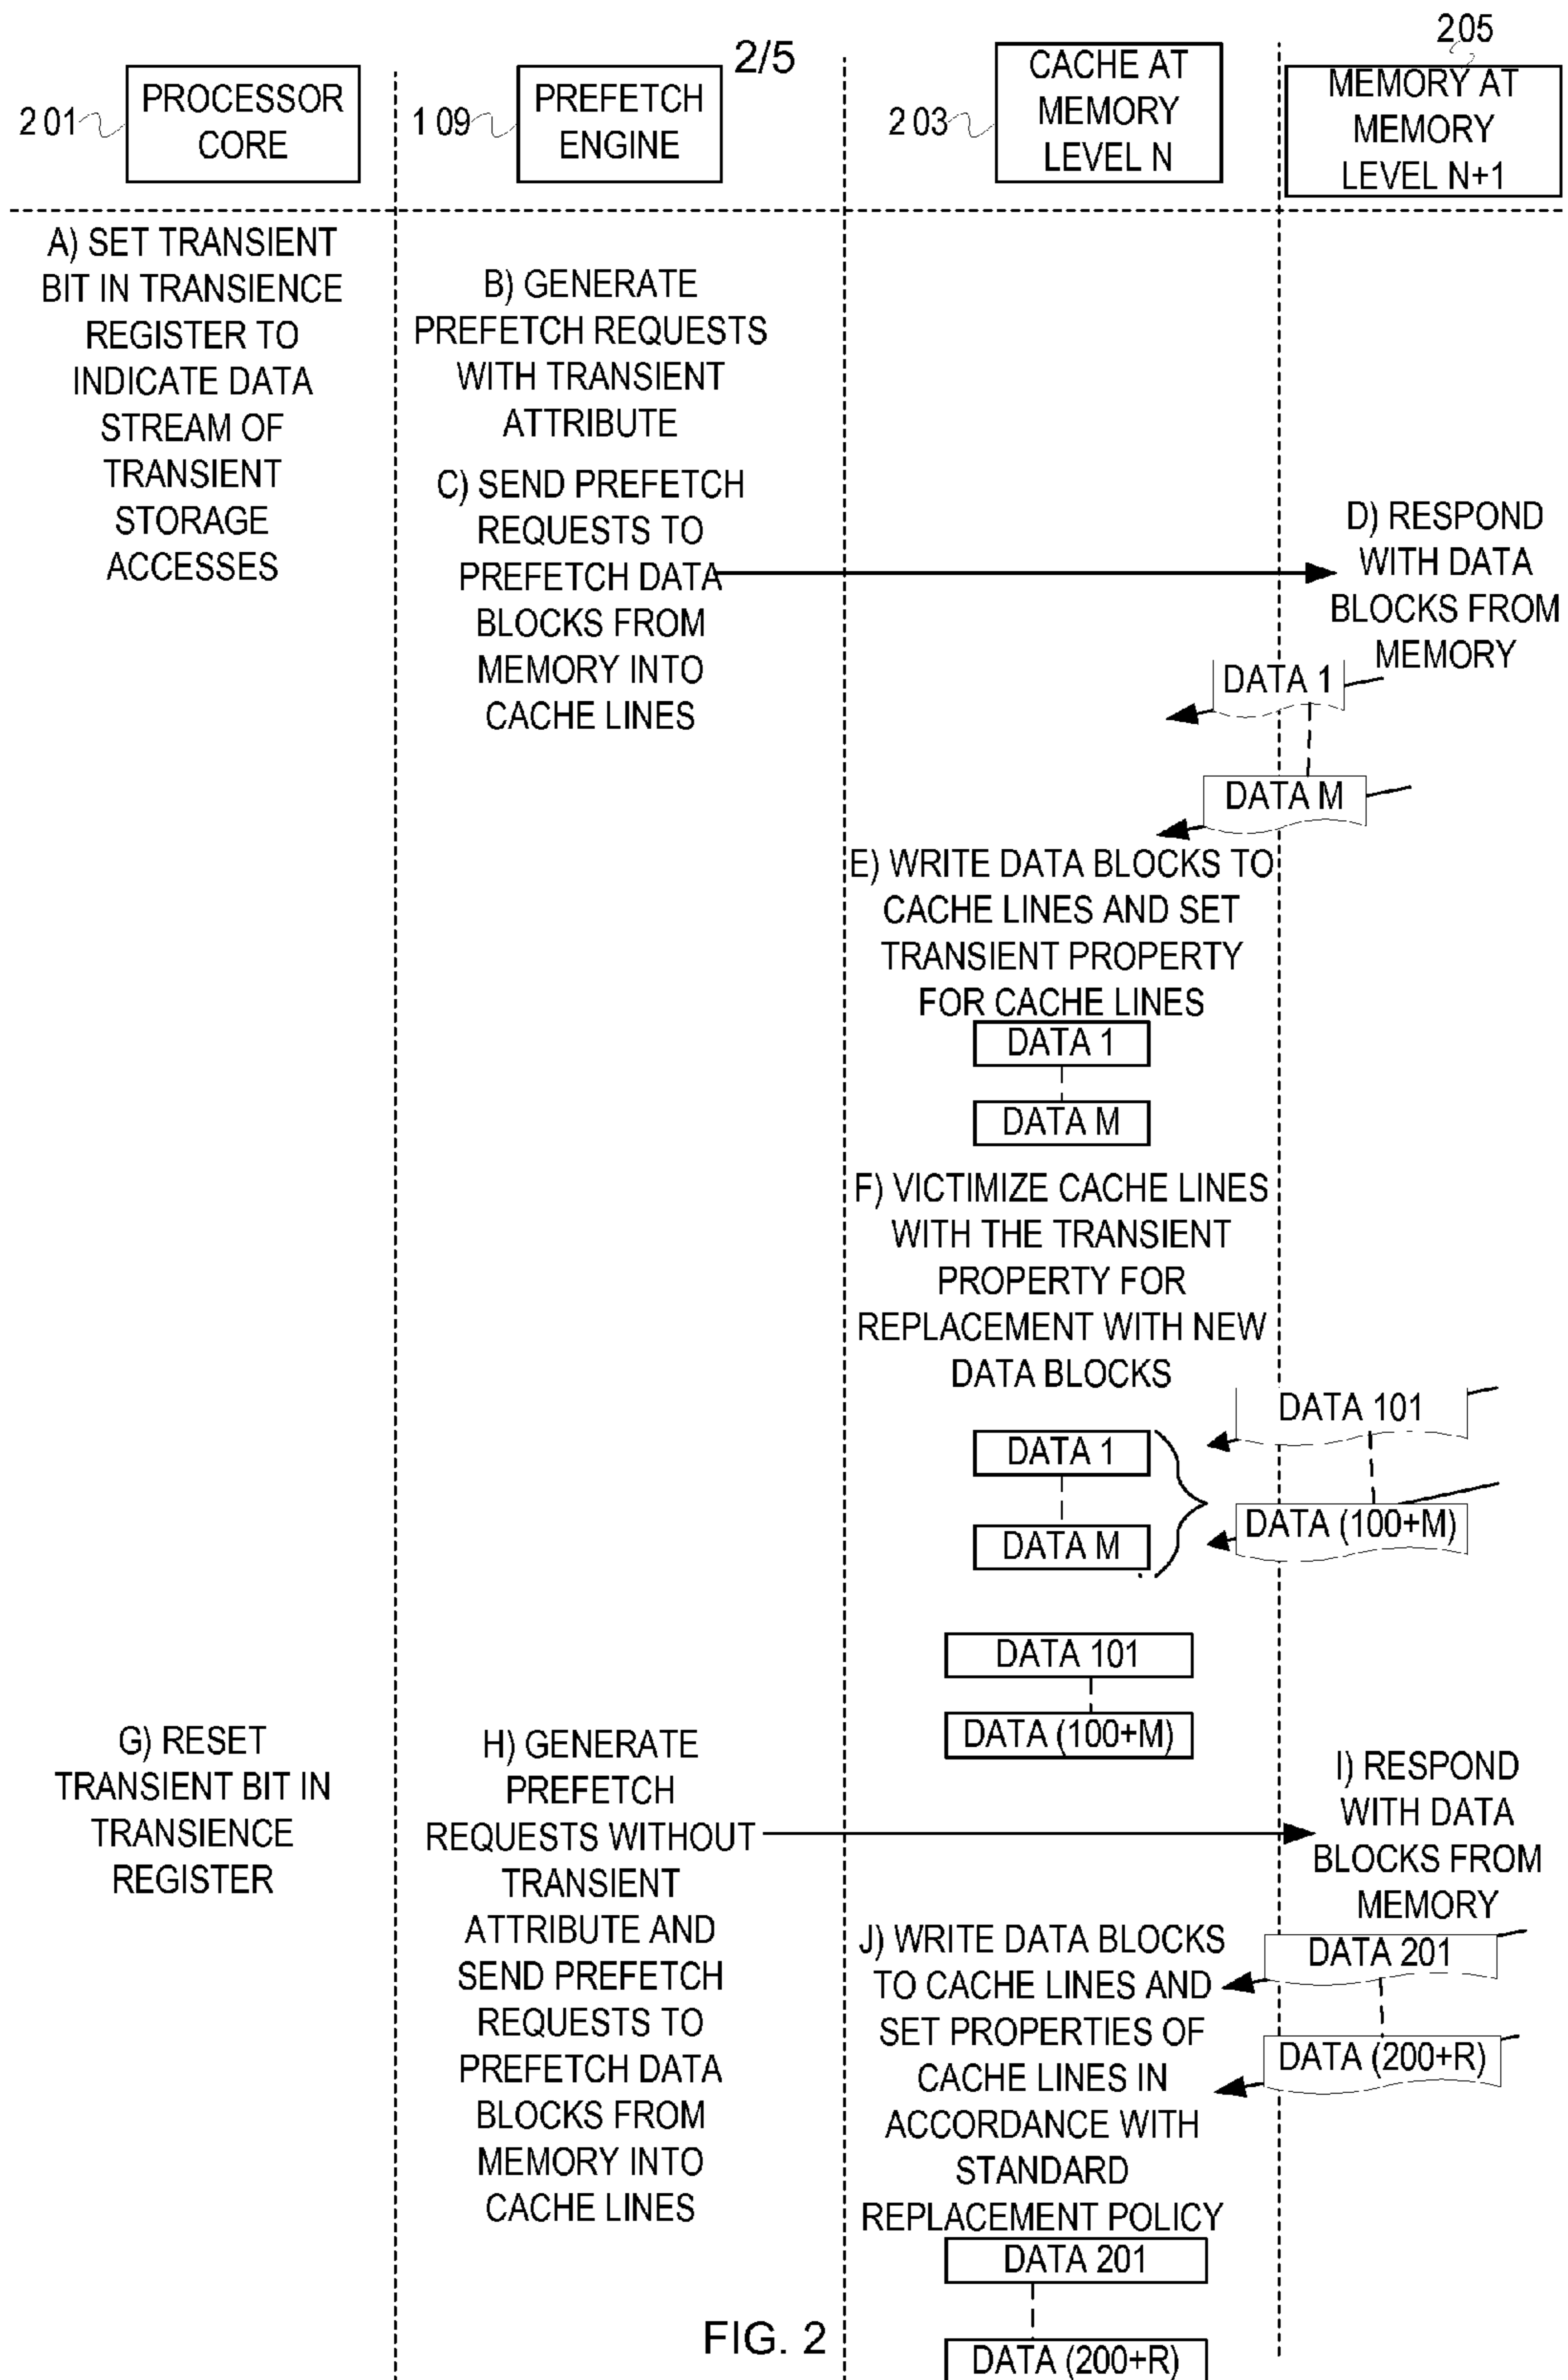 2/5
205
201
PROCESSOR
CORE
109
PREFETCH
ENGINE
203
CACHE AT
MEMORY
LEVEL N
MEMORY AT
MEMORY
LEVEL N+1
A) SET TRANSIENT
BIT IN TRANSIENCE
REGISTER TO
INDICATE DATA
STREAM OF
TRANSIENT
STORAGE
ACCESSES
B) GENERATE
PREFETCH REQUESTS
WITH TRANSIENT
ATTRIBUTE
C) SEND PREFETCH
REQUESTS TO
PREFETCH DATA
BLOCKS FROM
MEMORY INTO
CACHE LINES
D) RESPOND
WITH DATA
BLOCKS FROM
MEMORY
DATA 1
DATA M
E) WRITE DATA BLOCKS TO
CACHE LINES AND SET
TRANSIENT PROPERTY
FOR CACHE LINES
DATA 1
DATA M
F) VICTIMIZE CACHE LINES
WITH THE TRANSIENT
PROPERTY FOR
REPLACEMENT WITH NEW
DATA BLOCKS
DATA 101
DATA 1
DATA (100+M)
DATA M
DATA 101
DATA (100+M)
G) RESET
TRANSIENT BIT IN
TRANSIENCE
REGISTER
H) GENERATE
PREFETCH
REQUESTS WITHOUT
TRANSIENT
ATTRIBUTE AND
SEND PREFETCH
REQUESTS TO
PREFETCH DATA
BLOCKS FROM
MEMORY INTO
CACHE LINES
I) RESPOND
WITH DATA
BLOCKS FROM
MEMORY
DATA 201
DATA (200+R)
J) WRITE DATA BLOCKS
TO CACHE LINES AND
SET PROPERTIES OF
CACHE LINES IN
ACCORDANCE WITH
STANDARD
REPLACEMENT POLICY
DATA 201
DATA (200+R)
FIG. 2